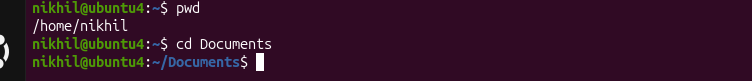 nikhil@ubuntu4:~$ pwd
/home/nikhil
nikhil@ubuntu4:~$ cd Documents
nikhil@ubuntu4:~/Documents$